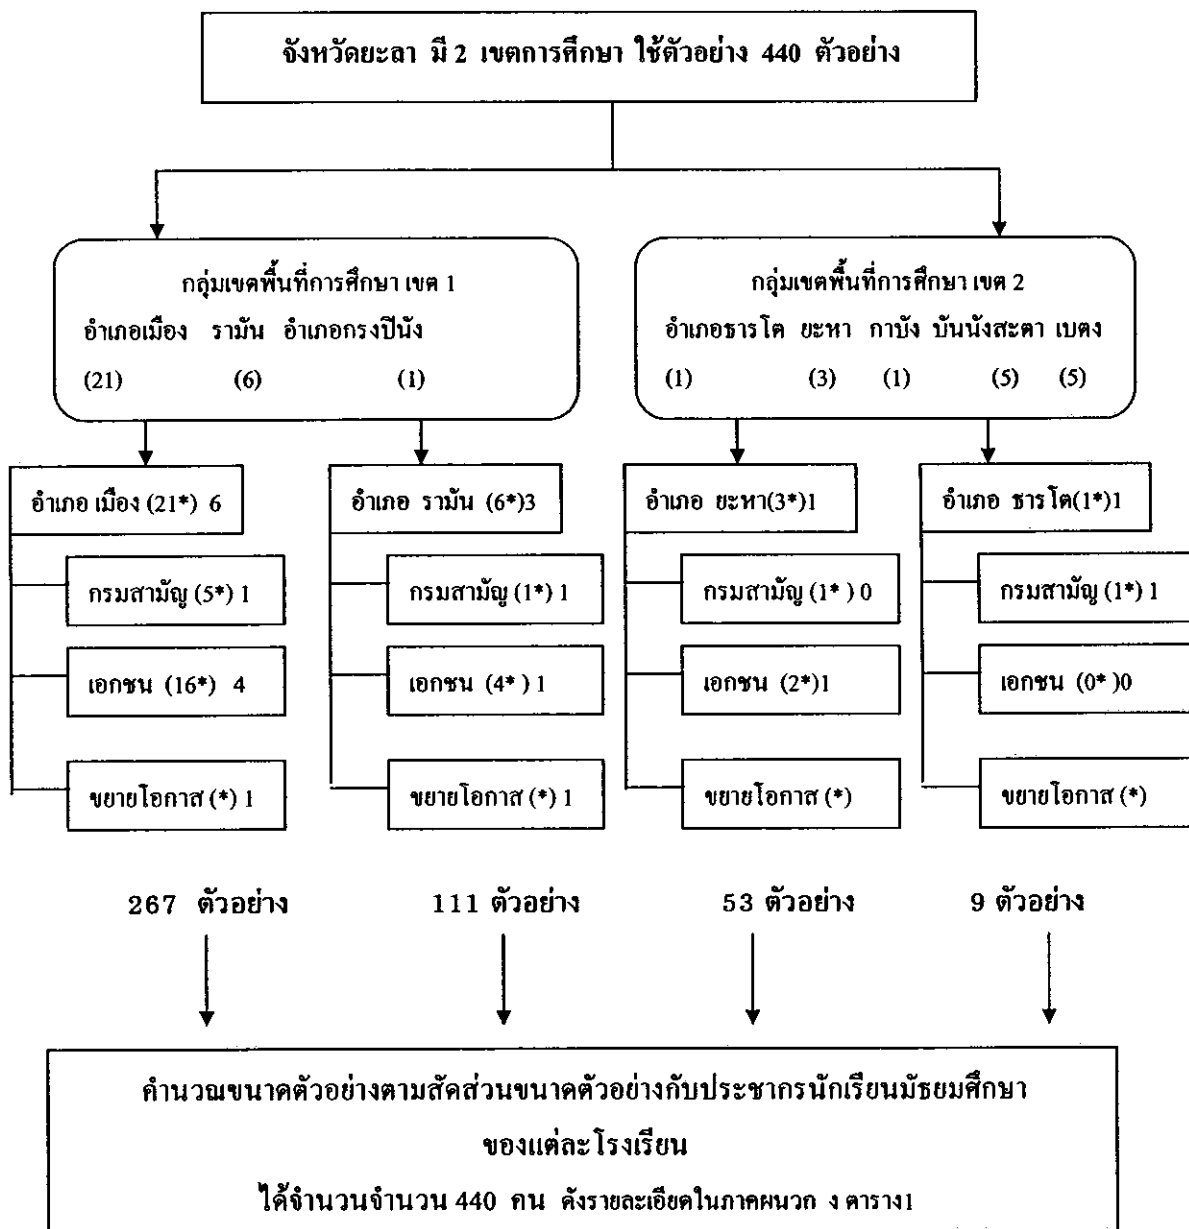 จังหวัดยะลา มี 2 เขตการศึกษา ใช้ตัวอย่าง 440 ตัวอย่าง
กลุ่มเขตพื้นที่การศึกษา เขต 1
อำเภอเมือง รามัน อำเภอกรงปินัง
(21) (6) (1)
กลุ่มเขตพื้นที่การศึกษา เขต 2
อำเภอธารโต ยะหา กาบัง บันนังสะตา เบตง
(1) (3) (1) (5) (5)
อำเภอ เมือง (21*) 6
กรมสามัญ (5*) 1
เอกชน (16*) 4
ขยายโอกาส (*) 1
อำเภอ รามัน (6*)3
กรมสามัญ (1*) 1
เอกชน (4* ) 1
ขยายโอกาส (*) 1
อำเภอ ยะหา(3*)1
กรมสามัญ (1* ) 0
เอกชน (2*)1
ขยายโอกาส (*)
อำเภอ ธารโต(1*)1
กรมสามัญ (1*) 1
เอกชน (0* )0
ขยายโอกาส (*)
267 ตัวอย่าง 111 ตัวอย่าง 53 ตัวอย่าง 9 ตัวอย่าง
คำนวณขนาดตัวอย่างตามสัดส่วนขนาดตัวอย่างกับประชากรนักเรียนมัธยมศึกษา
ของแต่ละโรงเรียน
ได้จำนวนจำนวน 440 คน ดังรายละเอียดในภาคผนวก ง ตาราง1